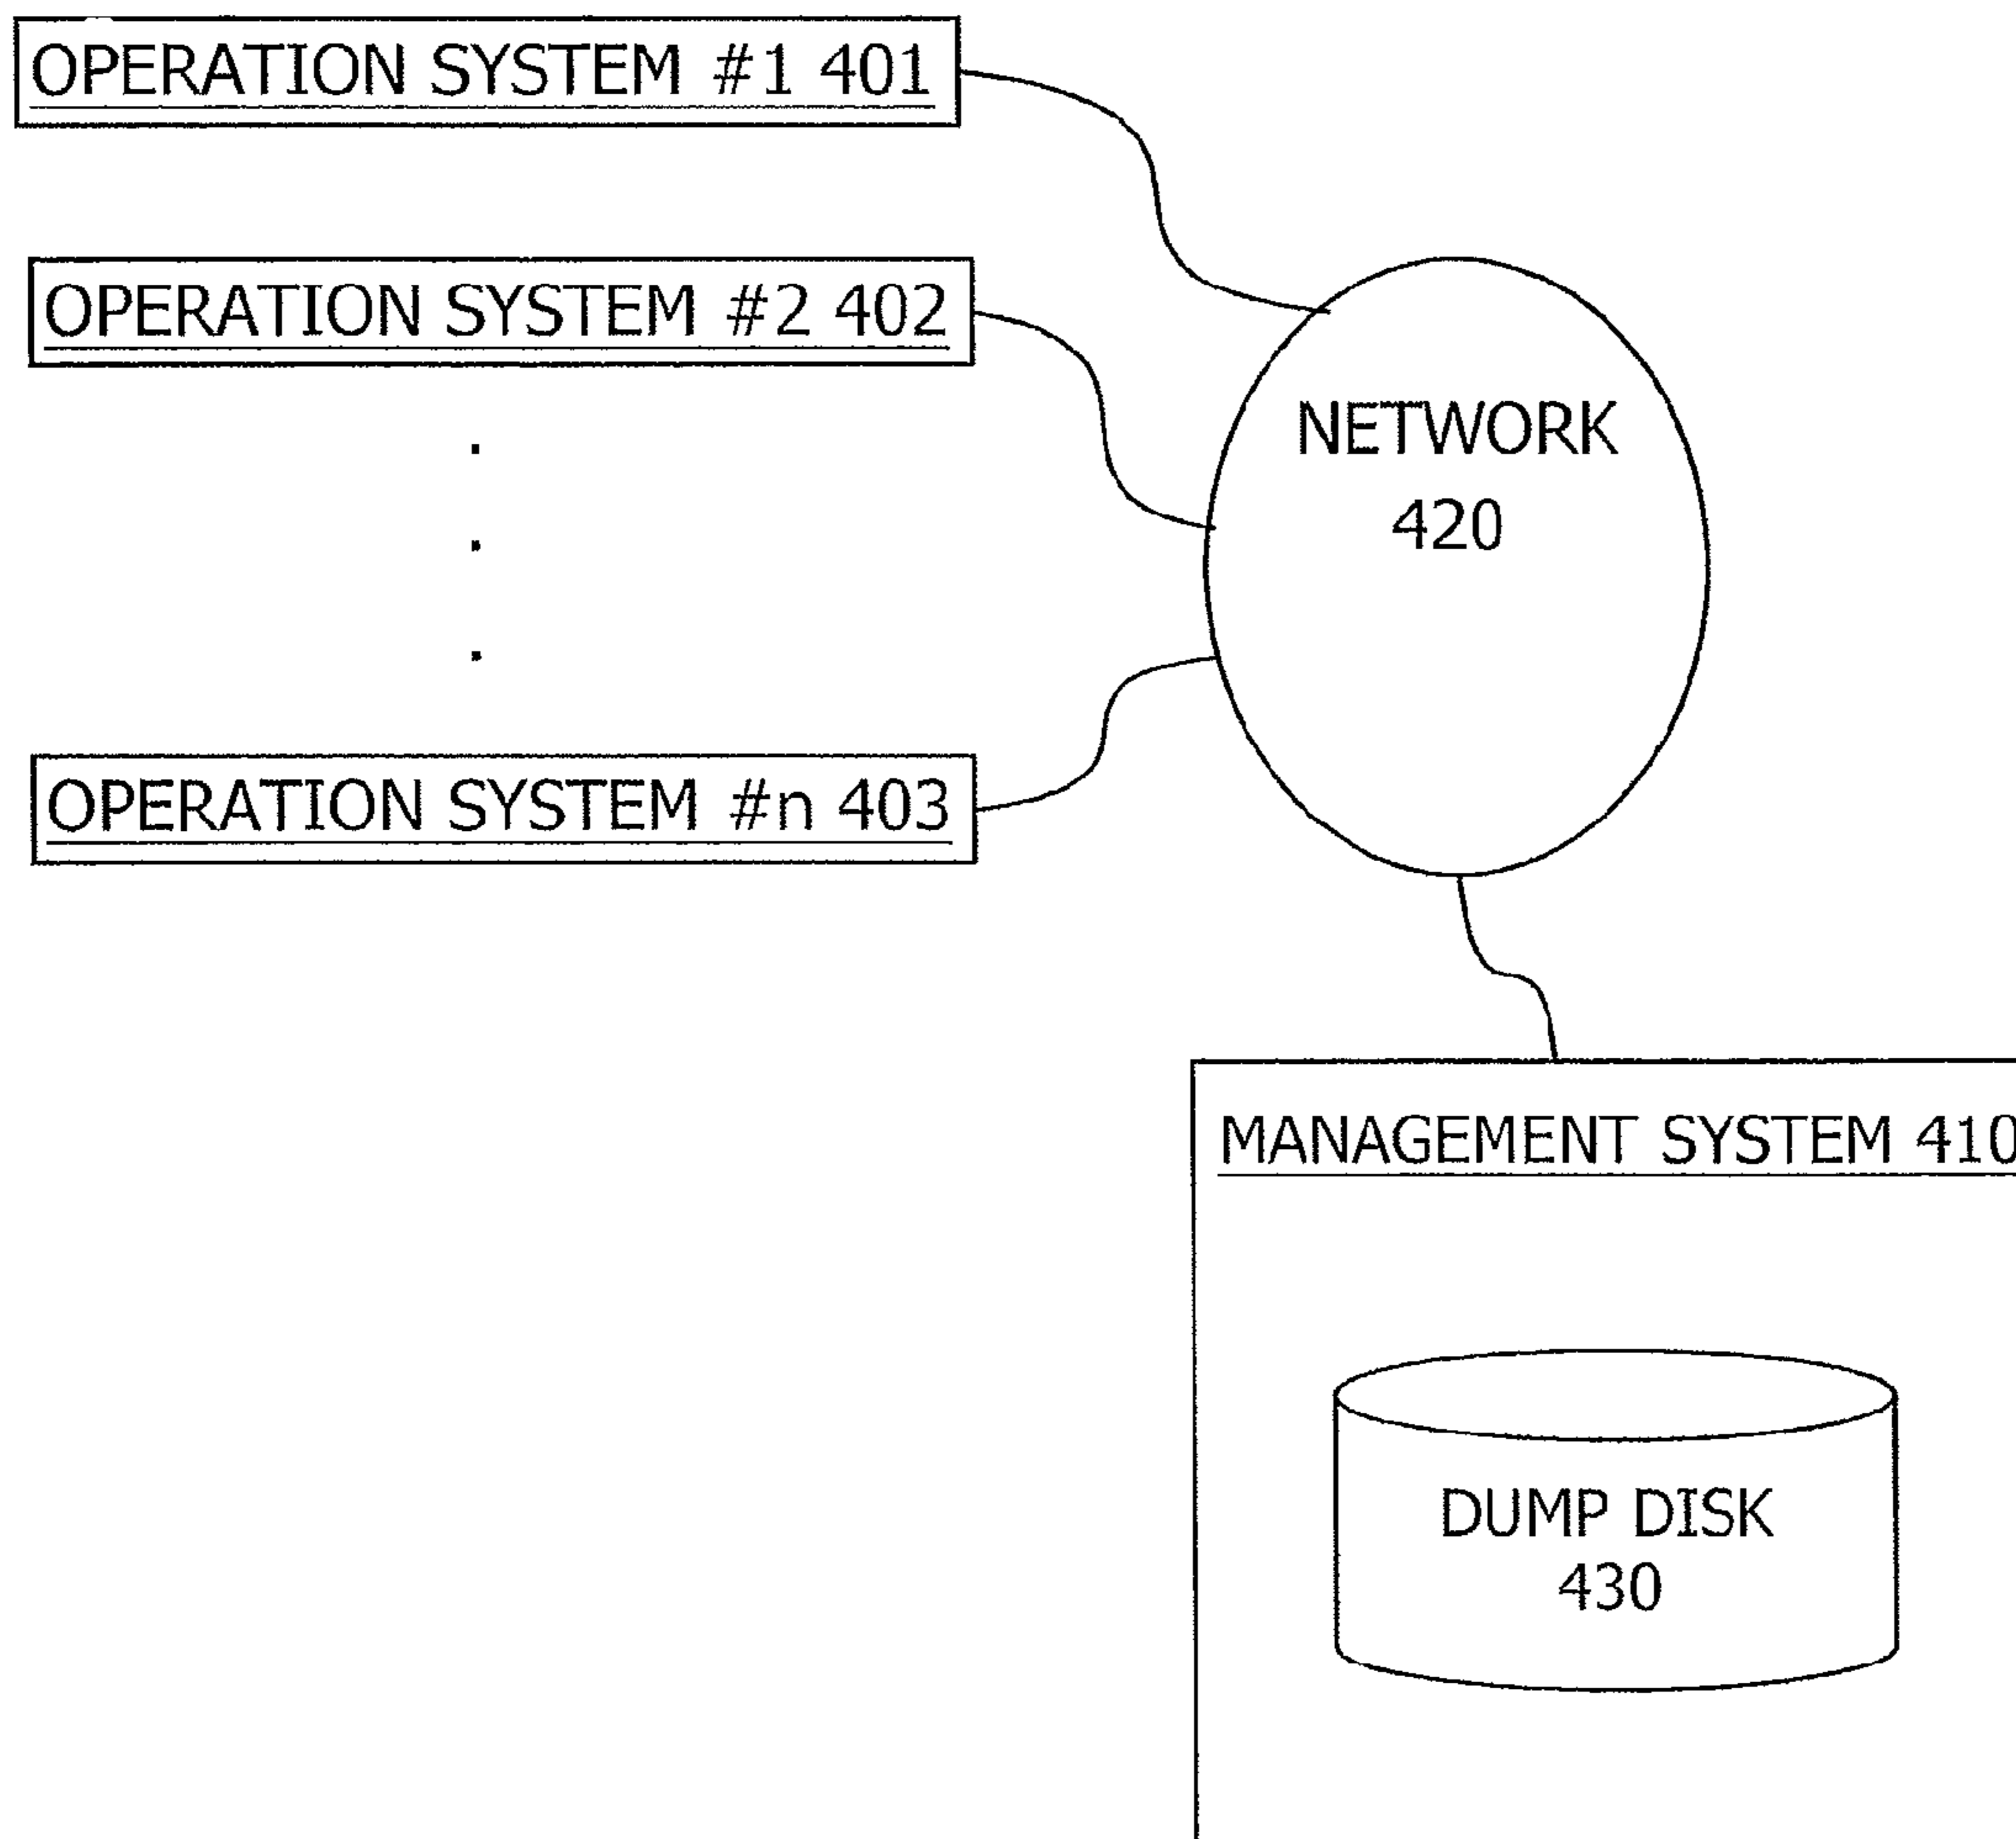 OPERATION SYSTEM #1 401
OPERATION SYSTEM #2 402
.
.
.
OPERATION SYSTEM #n 403
NETWORK
420
MANAGEMENT SYSTEM 410
DUMP DISK
430